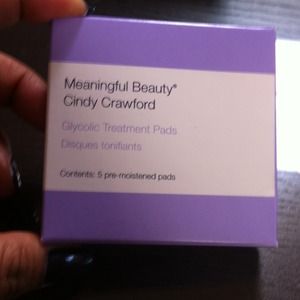 Meaningful Beauty®
Cindy Crawford
Glycolic Treatment Pads
Disques tonifiants
Contents: 5 pre-moistened pads